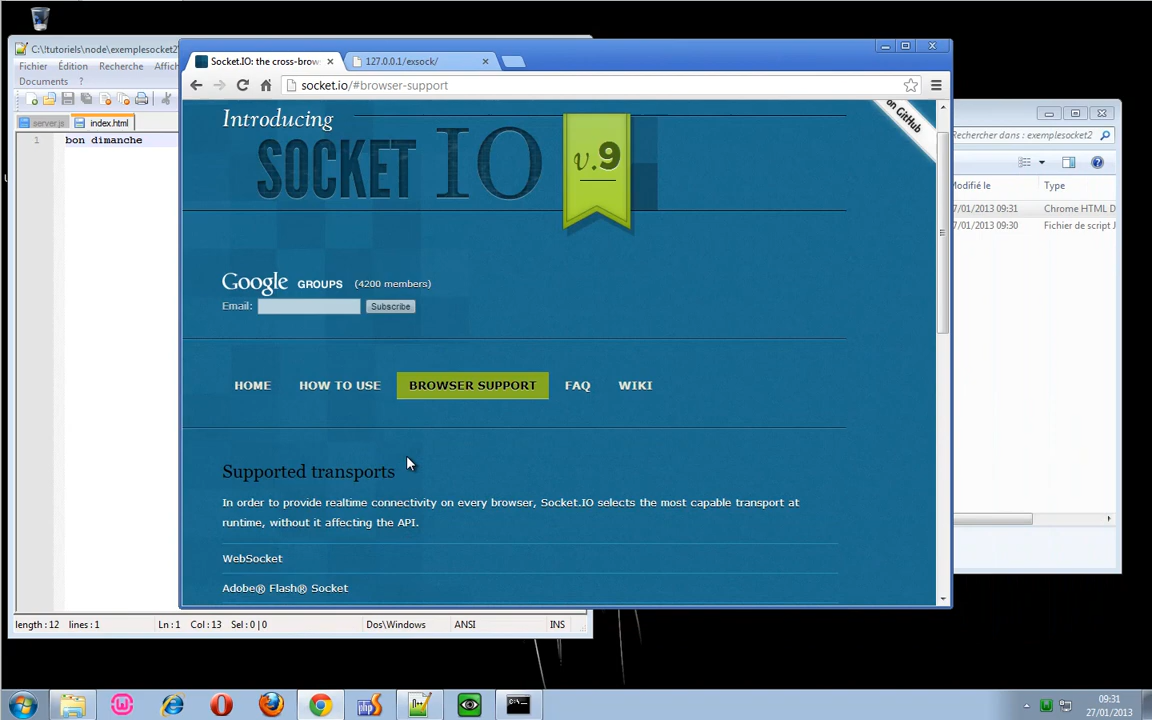 C:\!tutoriels\node\exemplesocket2\
Fichier Édition Recherche Affich
Documents ?
server.js index.html
1 bon dimanche
length:12 lines:1 Ln:1 Col:13 Sel:0|0 Dos\Windows ANSI INS
Socket.IO: the cross-brow 127.0.0.1/exsock/
socket.io/#browser-support
on GitHub
Introducing
SOCKET IO v.9
Google GROUPS (4200 members)
Email: Subscribe
HOME HOW TO USE BROWSER SUPPORT FAQ WIKI
Supported transports
In order to provide realtime connectivity on every browser, Socket.IO selects the most capable transport at
runtime, without it affecting the API.
WebSocket
Adobe® Flash® Socket
Rechercher dans : exemplesocket2
Modifié le Type
7/01/2013 09:31 Chrome HTML D
7/01/2013 09:30 Fichier de script J
09:31
27/01/2013